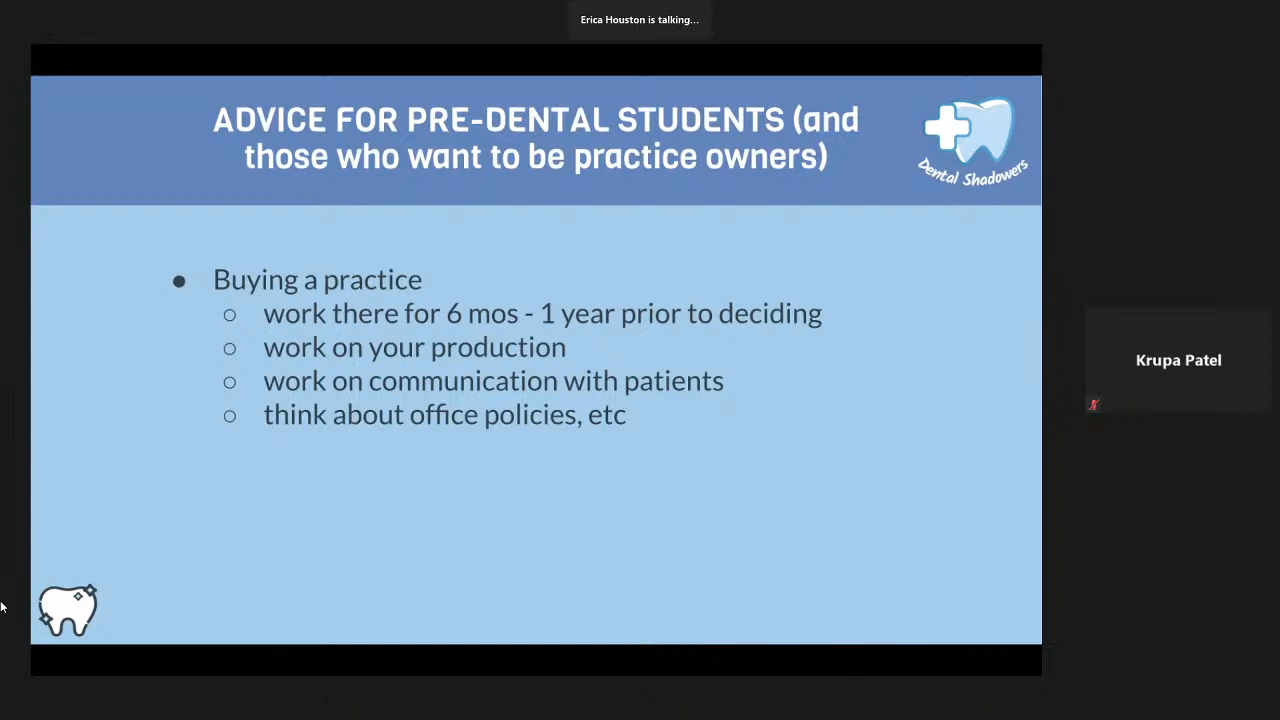 Erica Houston is talking...
ADVICE FOR PRE-DENTAL STUDENTS (and
those who want to be practice owners)
Dental Shadowers
● Buying a practice
○ work there for 6 mos - 1 year prior to deciding
○ work on your production
○ work on communication with patients
○ think about office policies, etc
Krupa Patel